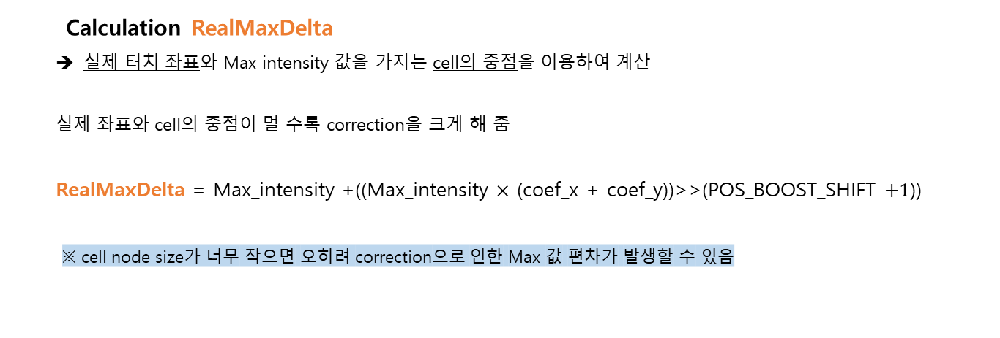 Calculation RealMaxDelta
➔ 실제 터치 좌표와 Max intensity 값을 가지는 cell의 중점을 이용하여 계산
실제 좌표와 cell의 중점이 멀 수록 correction을 크게 해 줌
RealMaxDelta = Max_intensity +((Max_intensity × (coef_x + coef_y))>>(POS_BOOST_SHIFT +1))
※ cell node size가 너무 작으면 오히려 correction으로 인한 Max 값 편차가 발생할 수 있음